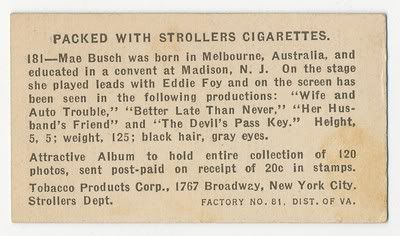 PACKED WITH STROLLERS CIGARETTES.
181—Mae Busch was born in Melbourne, Australia, and
educated in a convent at Madison, N. J. On the stage
she played leads with Eddie Foy and on the screen has
been seen in the following productions: "Wife and
Auto Trouble," "Better Late Than Never," "Her Hus-
band's Friend" and "The Devil's Pass Key." Height,
5, 5; weight, 125; black hair, gray eyes.
Attractive Album to hold entire collection of 120
photos, sent post-paid on receipt of 20c in stamps.
Tobacco Products Corp., 1767 Broadway, New York City.
Strollers Dept. FACTORY NO. 81, DIST. OF VA.